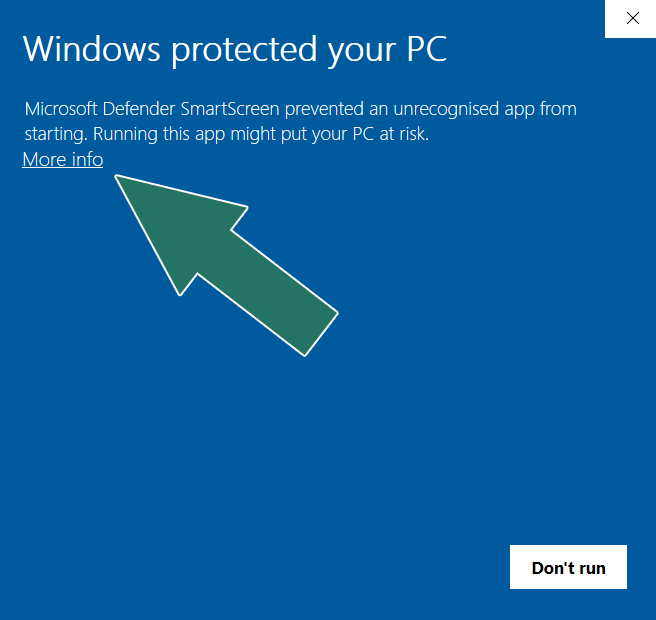 Windows protected your PC
Microsoft Defender SmartScreen prevented an unrecognised app from
starting. Running this app might put your PC at risk.
More info
Don't run